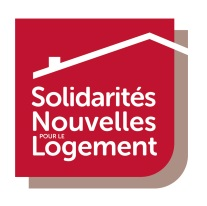 Solidarités
Nouvelles
POUR LE
Logement